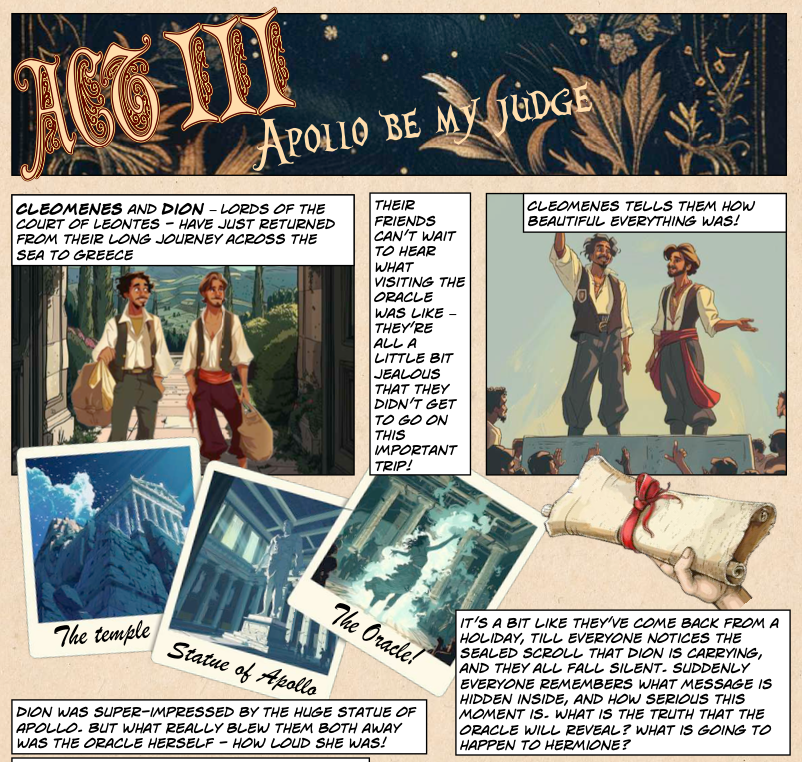 ACT III
APOLLO BE MY JUDGE
CLEOMENES AND DION – LORDS OF THE
COURT OF LEONTES – HAVE JUST RETURNED
FROM THEIR LONG JOURNEY ACROSS THE
SEA TO GREECE
THEIR
FRIENDS
CAN'T WAIT
TO HEAR
WHAT
VISITING THE
ORACLE
WAS LIKE –
THEY'RE
ALL A
LITTLE BIT
JEALOUS
THAT THEY
DIDN'T GET
TO GO ON
THIS
IMPORTANT
TRIP!
CLEOMENES TELLS THEM HOW
BEAUTIFUL EVERYTHING WAS!
The temple
Statue of Apollo
The Oracle!
DION WAS SUPER-IMPRESSED BY THE HUGE STATUE OF
APOLLO. BUT WHAT REALLY BLEW THEM BOTH AWAY
WAS THE ORACLE HERSELF – HOW LOUD SHE WAS!
IT'S A BIT LIKE THEY'VE COME BACK FROM A
HOLIDAY, TILL EVERYONE NOTICES THE
SEALED SCROLL THAT DION IS CARRYING,
AND THEY ALL FALL SILENT. SUDDENLY
EVERYONE REMEMBERS WHAT MESSAGE IS
HIDDEN INSIDE, AND HOW SERIOUS THIS
MOMENT IS. WHAT IS THE TRUTH THAT THE
ORACLE WILL REVEAL? WHAT IS GOING TO
HAPPEN TO HERMIONE?